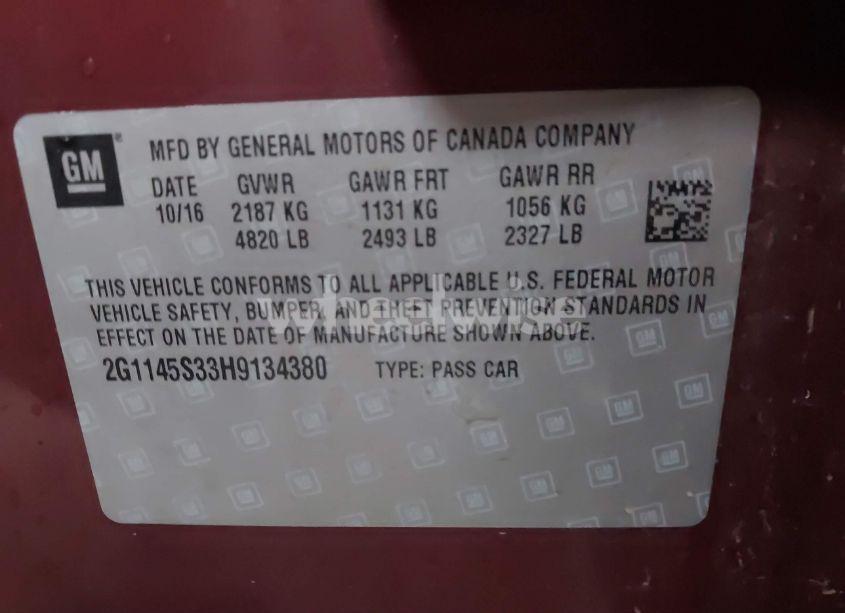 GM
MFD BY GENERAL MOTORS OF CANADA COMPANY
DATE GVWR GAWR FRT GAWR RR
10/16 2187 KG 1131 KG 1056 KG
4820 LB 2493 LB 2327 LB
THIS VEHICLE CONFORMS TO ALL APPLICABLE U.S. FEDERAL MOTOR
VEHICLE SAFETY, BUMPER, AND THEFT PREVENTION STANDARDS IN
EFFECT ON THE DATE OF MANUFACTURE SHOWN ABOVE.
2G1145S33H9134380 TYPE: PASS CAR